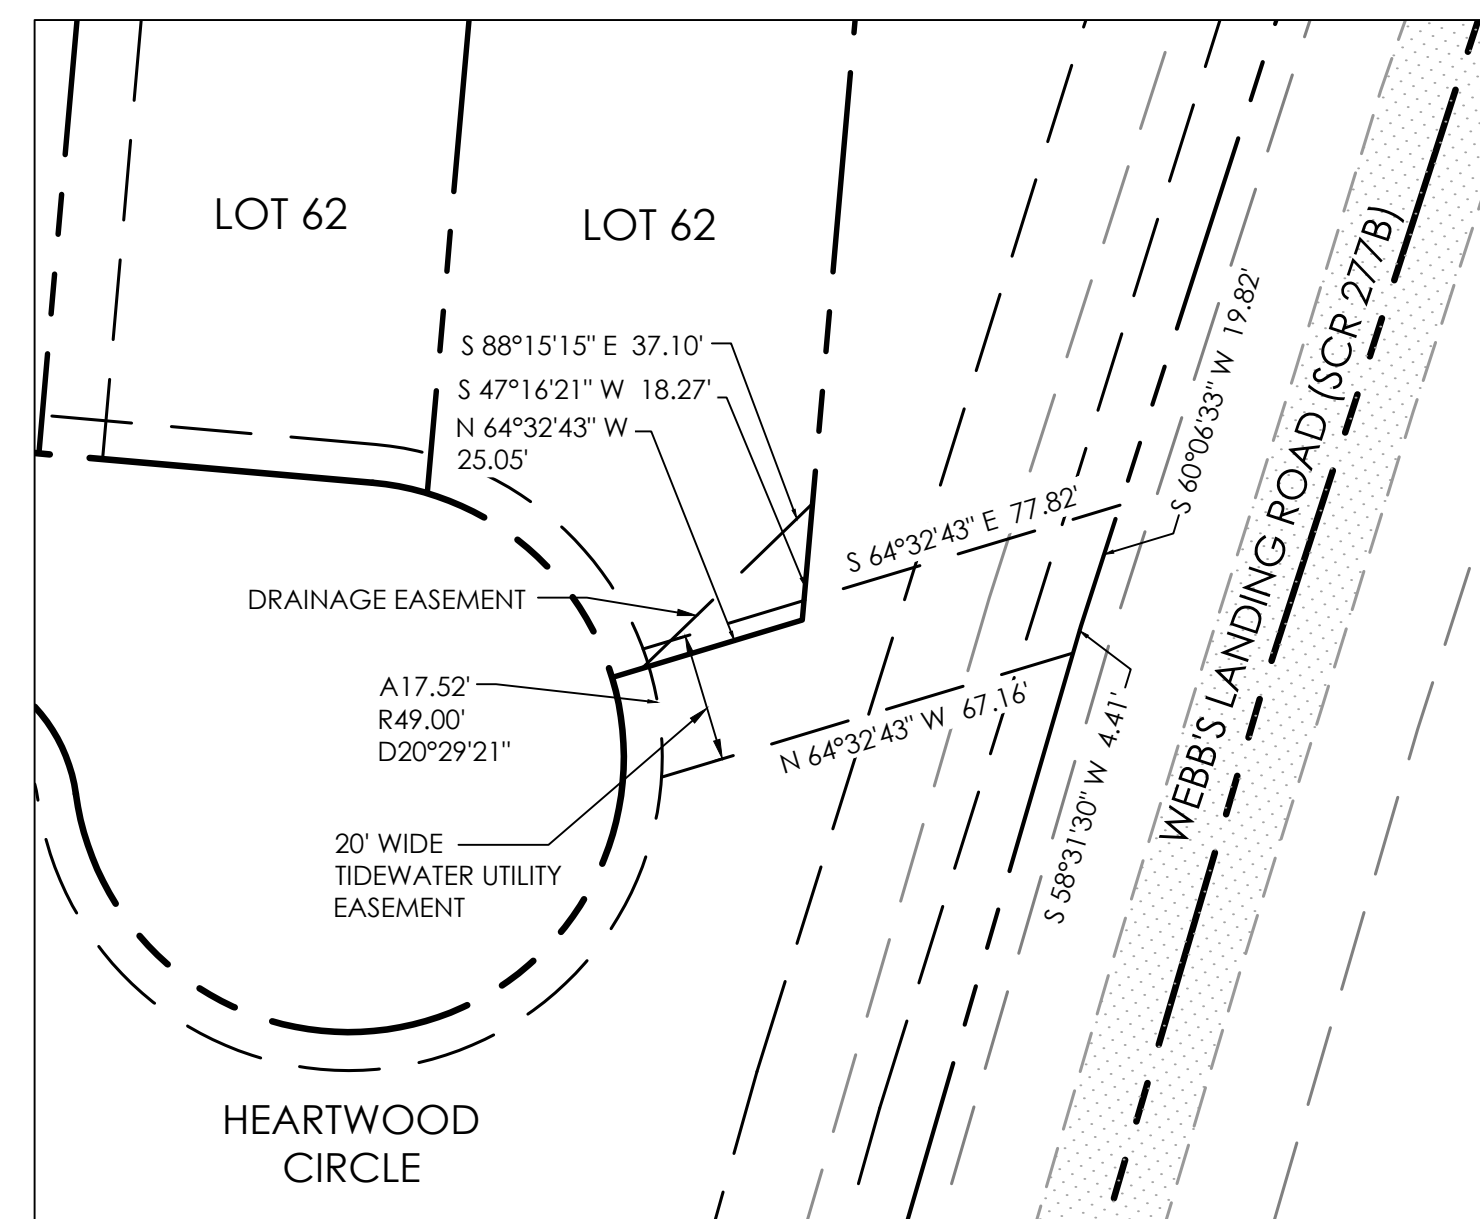 LOT 62
LOT 62
S 88°15'15" E 37.10'
S 47°16'21" W 18.27'
N 64°32'43" W
25.05'
S 64°32'43" E 77.82'
S 60°06'33" W 19.82'
WEBB'S LANDING ROAD (SCR 277B)
DRAINAGE EASEMENT
A17.52'
R49.00'
D20°29'21"
N 64°32'43" W 67.16'
S 58°31'30" W 4.41'
20' WIDE
TIDEWATER UTILITY
EASEMENT
HEARTWOOD
CIRCLE